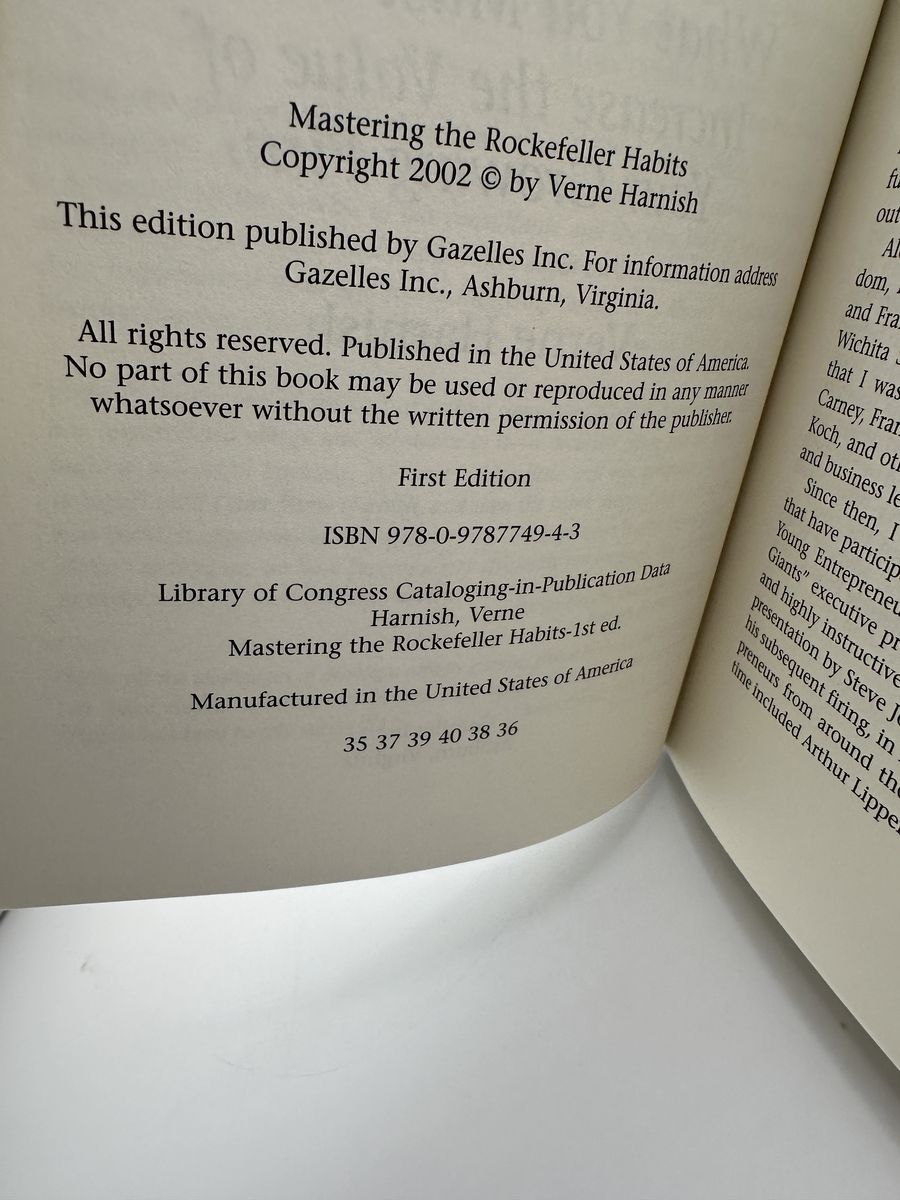 Mastering the Rockefeller Habits
Copyright 2002 © by Verne Harnish
This edition published by Gazelles Inc. For information address
Gazelles Inc., Ashburn, Virginia.
All rights reserved. Published in the United States of America.
No part of this book may be used or reproduced in any manner
whatsoever without the written permission of the publisher.
First Edition
ISBN 978-0-9787749-4-3
Library of Congress Cataloging-in-Publication Data
Harnish, Verne
Mastering the Rockefeller Habits-1st ed.
Manufactured in the United States of America
35 37 39 40 38 36
out
dom,
and Fra
Wichita
that I was
Carney, Fran
Koch, and oth
and business le
Since then, I
that have particip
Young Entrepreneu
Giants” executive pr
and highly instructive
presentation by Steve J
his subsequent firing, in
preneurs from around the
time included Arthur Lippe